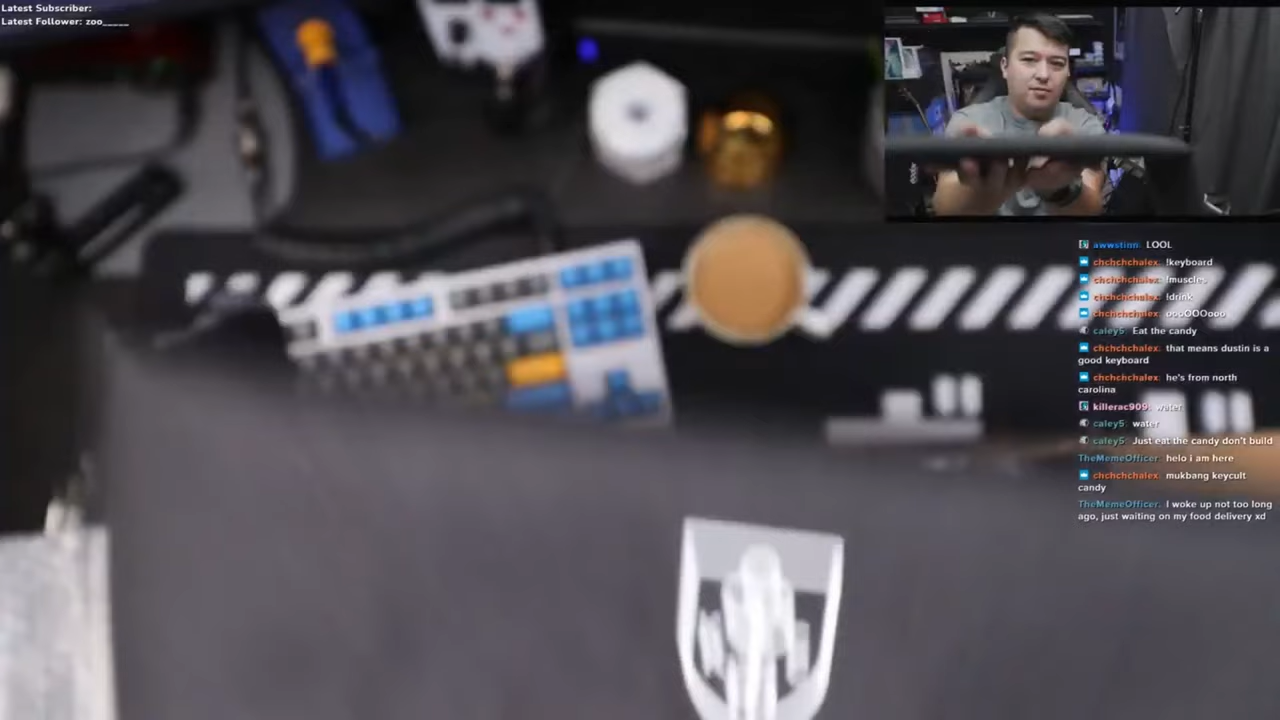 Latest Subscriber:
Latest Follower: zoo_____
awwstinn: LOOL
chchchchalex: !keyboard
chchchchalex: !muscles
chchchchalex: !drink
chchchchalex: oooOOOooo
caley5: Eat the candy
chchchchalex: that means dustin is a
good keyboard
chchchchalex: he's from north
carolina
killerac909: water
caley5: water
caley5: Just eat the candy don't build
TheMemeOfficer: helo i am here
chchchchalex: mukbang keycult
candy
TheMemeOfficer: I woke up not too long
ago, just waiting on my food delivery xd